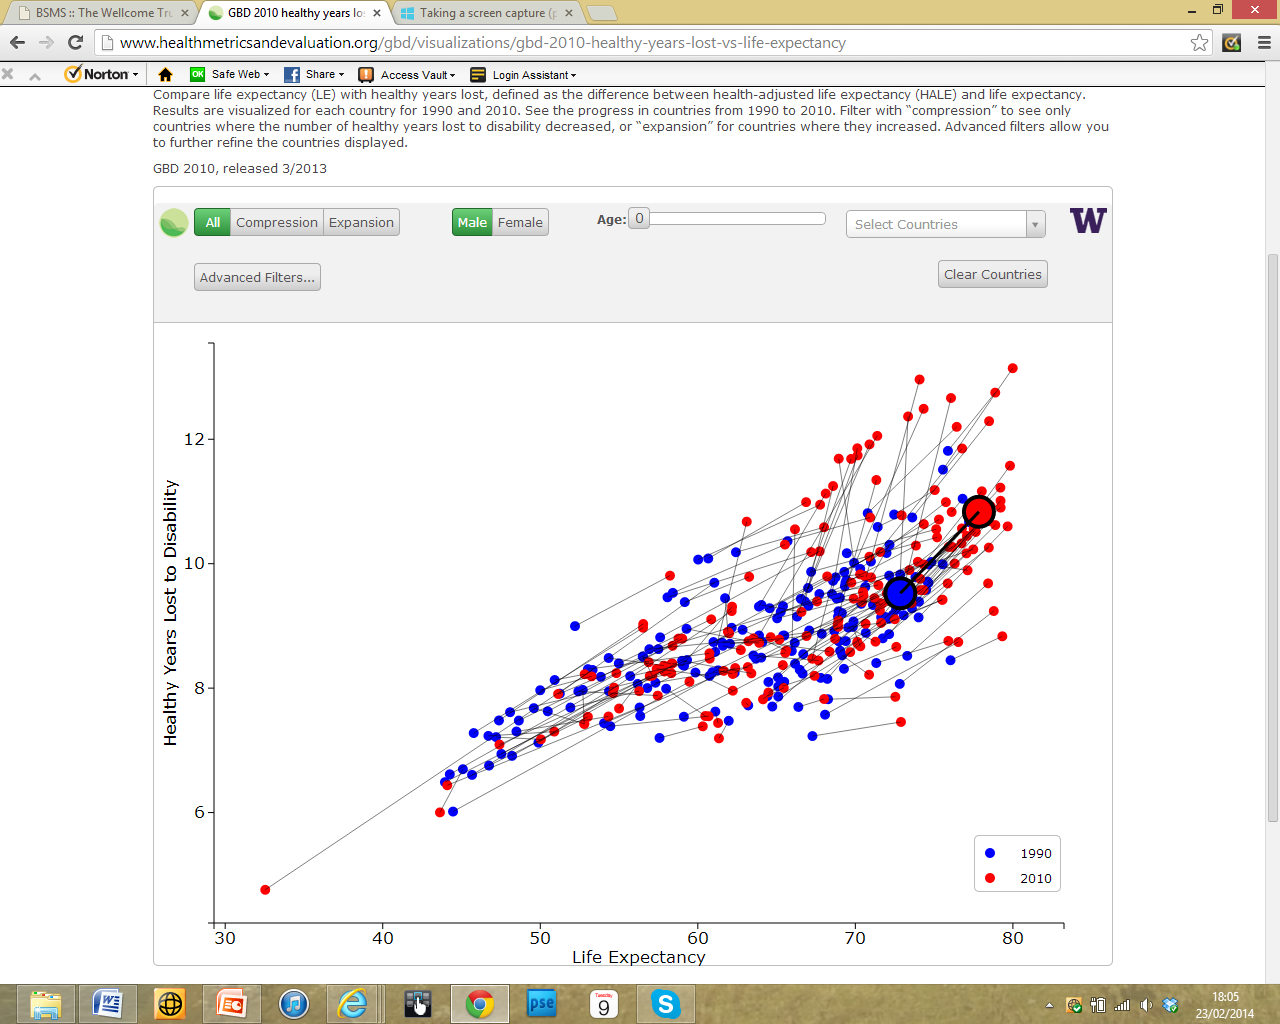 BSMS :: The Wellcome Tru
GBD 2010 healthy years lo
Taking a screen capture (p
www.healthmetricsandevaluation.org/gbd/visualizations/gbd-2010-healthy-years-lost-vs-life-expectancy
Norton
OK Safe Web
Share
Access Vault
Login Assistant
Compare life expectancy (LE) with healthy years lost, defined as the difference between health-adjusted life expectancy (HALE) and life expectancy.
Results are visualized for each country for 1990 and 2010. See the progress in countries from 1990 to 2010. Filter with “compression” to see only
countries where the number of healthy years lost to disability decreased, or “expansion” for countries where they increased. Advanced filters allow you
to further refine the countries displayed.
GBD 2010, released 3/2013
All Compression Expansion
Male Female
Age: 0
Select Countries
W
Advanced Filters...
Clear Countries
Healthy Years Lost to Disability
12
10
8
6
1990
2010
30 40 50 60 70 80
Life Expectancy
pse
Tuesday
9
18:05
23/02/2014